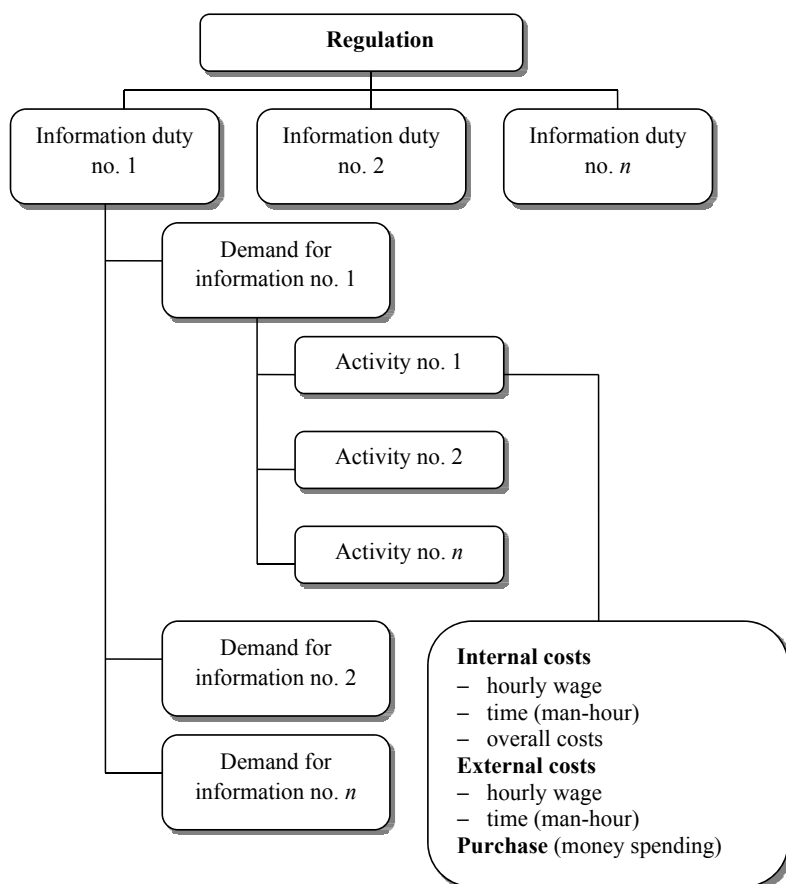 Regulation
Information duty
no. 1
Information duty
no. 2
Information duty
no. n
Demand for
information no. 1
Activity no. 1
Activity no. 2
Activity no. n
Demand for
information no. 2
Demand for
information no. n
Internal costs
– hourly wage
– time (man-hour)
– overall costs
External costs
– hourly wage
– time (man-hour)
Purchase (money spending)